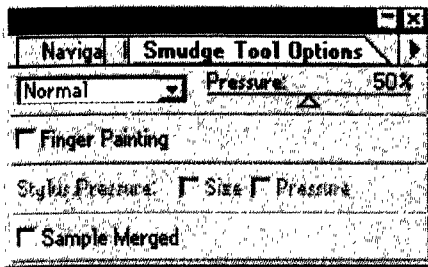 Naviga Smudge Tool Options
Normal Pressure: 50%
Finger Painting
Stylus Pressure: Size Pressure
Sample Merged